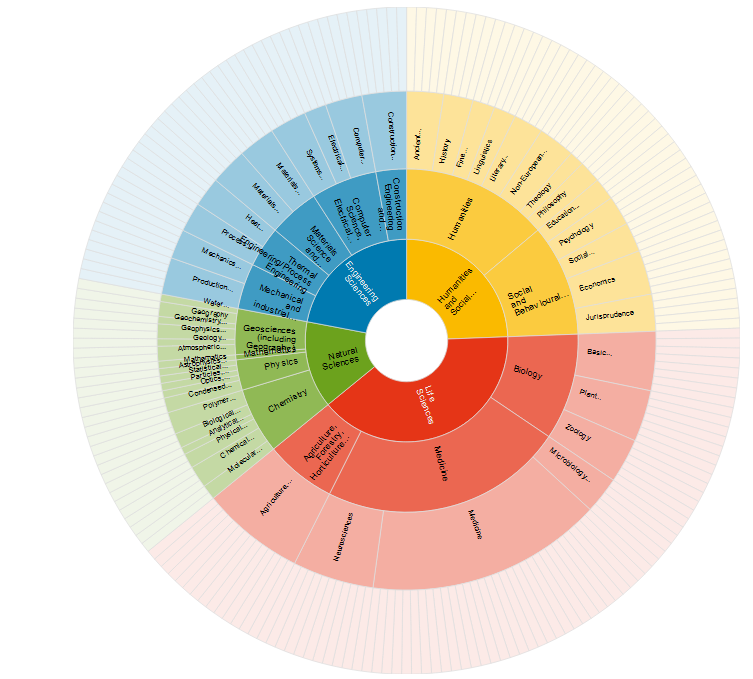 Humanities
and
Social...
Life
Sciences
Natural
Sciences
Engineering
Sciences
Humanities
Social
and
Behavioural...
Biology
Medicine
Agriculture,
Forestry,
Horticulture...
Chemistry
Physics
Mathematics
Geosciences
(including
Geography
Mechanical
and
industrial...
Thermal
Engineering/Process
Engineering
Materials
Science
and...
Computer
Science,
Electrical...
Construction
Engineering
and...
Ancient...
History
Fine...
Linguistics
Literary...
Non-European...
Theology
Philosophy
Education...
Psychology
Social...
Economics
Jurisprudence
Basic...
Plant...
Zoology
Microbiology...
Medicine
Neurosciences
Agriculture,...
Molecular...
Chemical...
Physical...
Analytical...
Biological...
Polymer...
Condensed...
Optics...
Particles...
Statistical...
Astrophysics...
Mathematics
Atmospheric...
Geology...
Geophysics...
Geochemistry...
Geography
Water...
Production...
Mechanics...
Process...
Heat...
Materials...
Materials...
Systems...
Electrical...
Computer...
Construction...